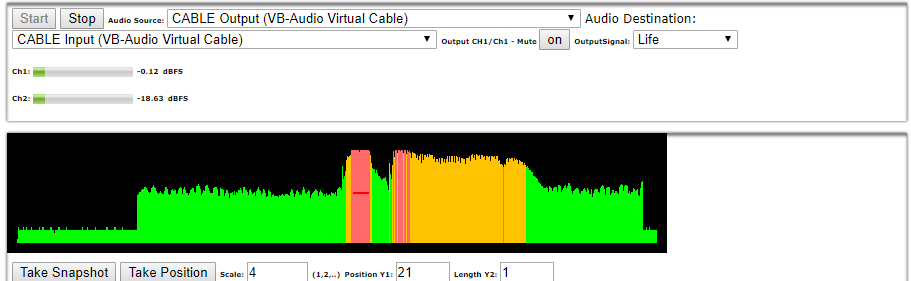 Start Stop Audio Source: CABLE Output (VB-Audio Virtual Cable) Audio Destination:
CABLE Input (VB-Audio Virtual Cable) Output CH1/Ch1 - Mute on OutputSignal: Life
Ch1: -0.12 dBFS
Ch2: -18.63 dBFS
Take Snapshot Take Position Scale: 4 (1,2,..) Position Y1: 21 Length Y2: 1